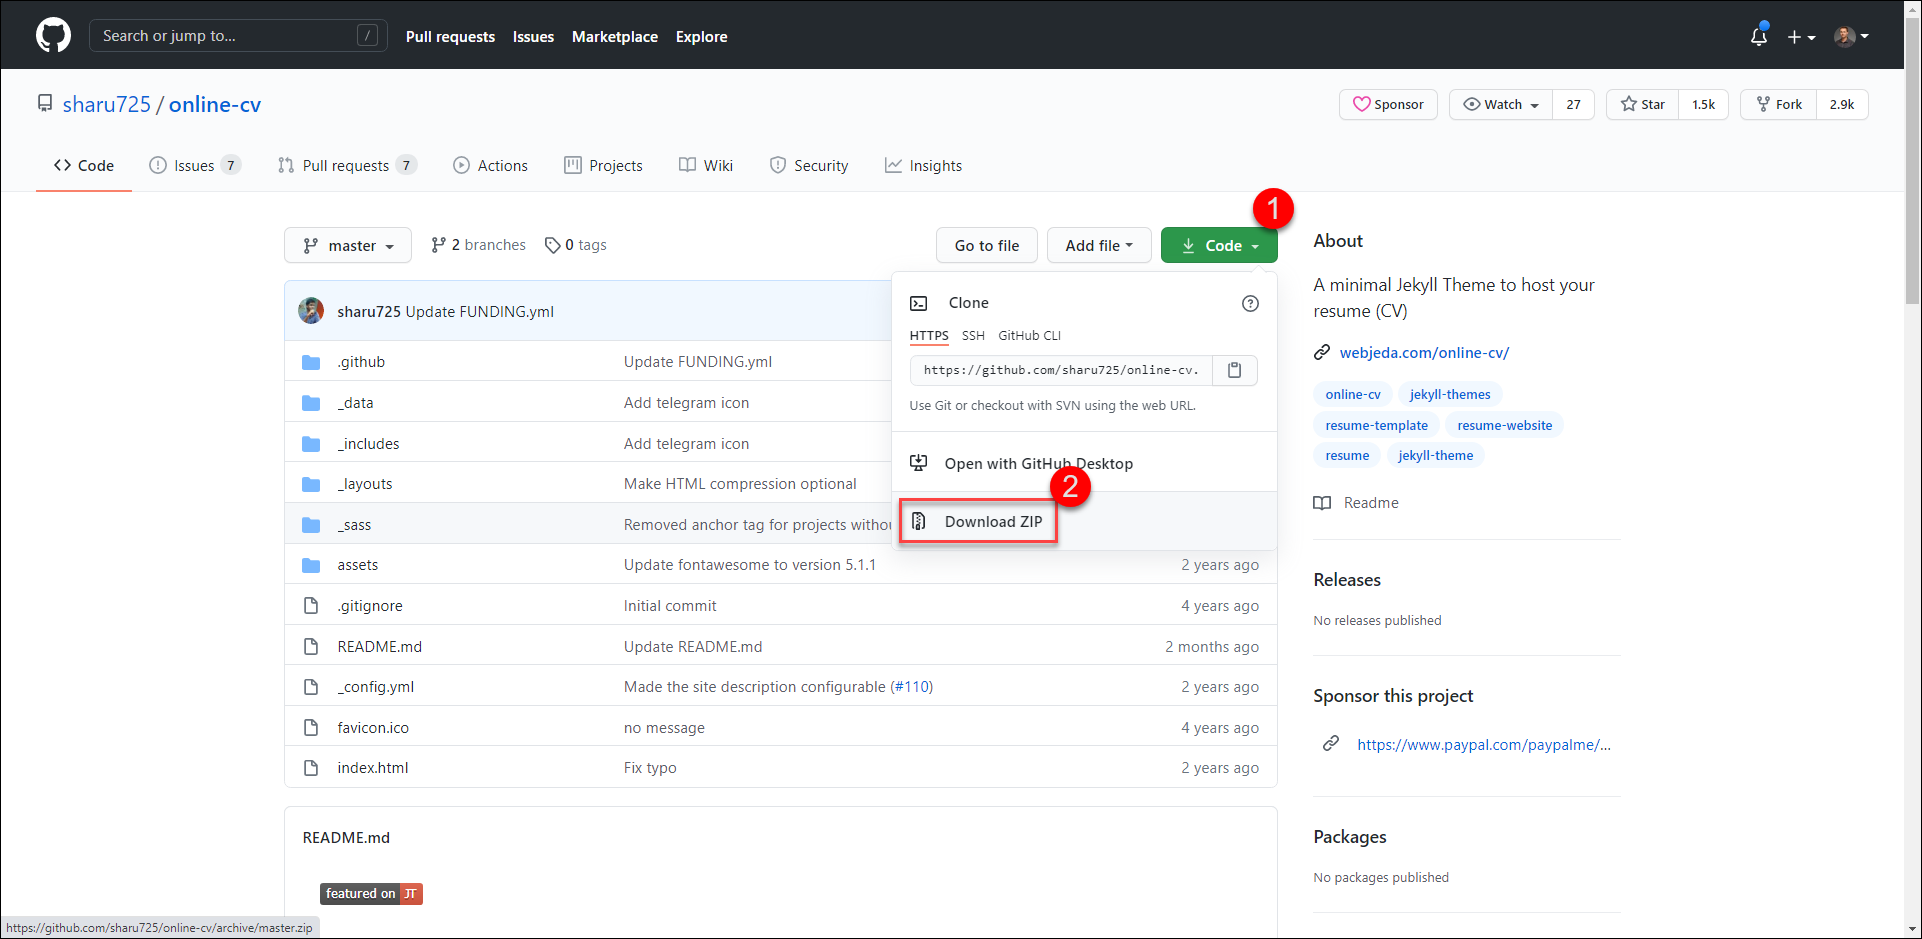 Search or jump to... /
Pull requests Issues Marketplace Explore
sharu725 / online-cv
Sponsor Watch 27 Star 1.5k Fork 2.9k
Code Issues 7 Pull requests 7 Actions Projects Wiki Security Insights
1
master 2 branches 0 tags Go to file Add file Code
sharu725 Update FUNDING.yml
.github Update FUNDING.yml
_data Add telegram icon
_includes Add telegram icon
_layouts Make HTML compression optional
_sass Removed anchor tag for projects withou
assets Update fontawesome to version 5.1.1 2 years ago
.gitignore Initial commit 4 years ago
README.md Update README.md 2 months ago
_config.yml Made the site description configurable (#110) 2 years ago
favicon.ico no message 4 years ago
index.html Fix typo 2 years ago
Clone
HTTPS SSH GitHub CLI
https://github.com/sharu725/online-cv.
Use Git or checkout with SVN using the web URL.
Open with GitHub Desktop
2
Download ZIP
README.md
featured on JT
About
A minimal Jekyll Theme to host your
resume (CV)
webjeda.com/online-cv/
online-cv jekyll-themes
resume-template resume-website
resume jekyll-theme
Readme
Releases
No releases published
Sponsor this project
https://www.paypal.com/paypalme/...
Packages
No packages published
https://github.com/sharu725/online-cv/archive/master.zip